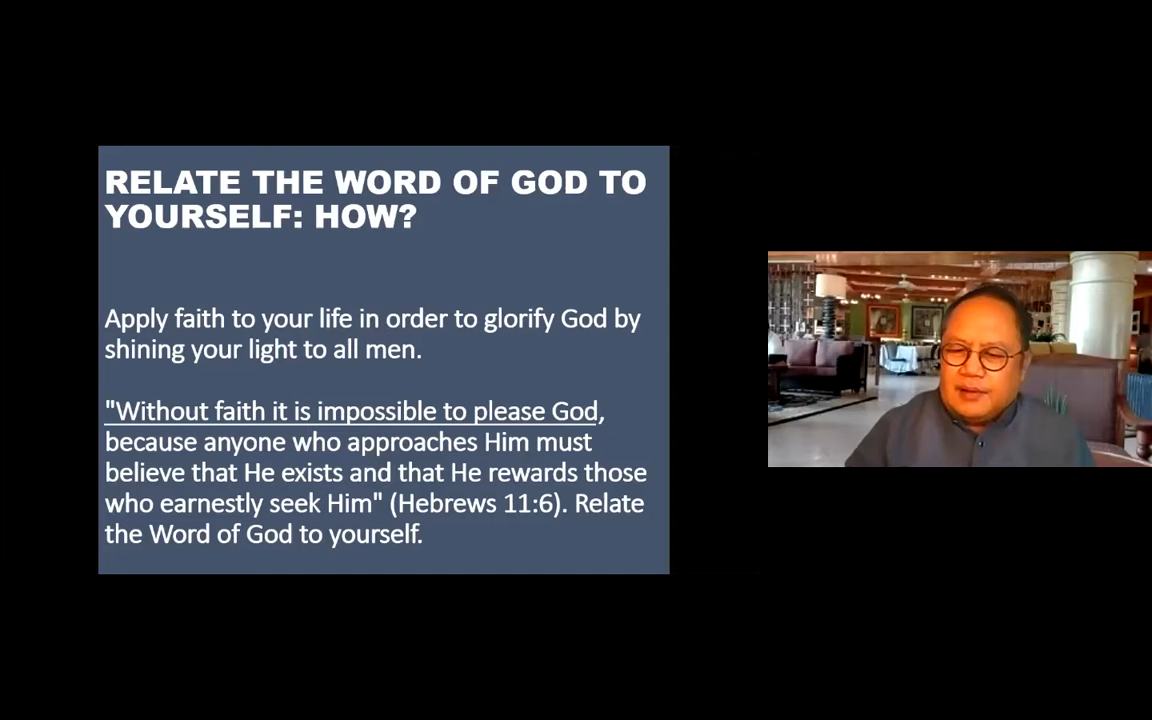 RELATE THE WORD OF GOD TO
YOURSELF: HOW?
Apply faith to your life in order to glorify God by
shining your light to all men.
"Without faith it is impossible to please God,
because anyone who approaches Him must
believe that He exists and that He rewards those
who earnestly seek Him" (Hebrews 11:6). Relate
the Word of God to yourself.